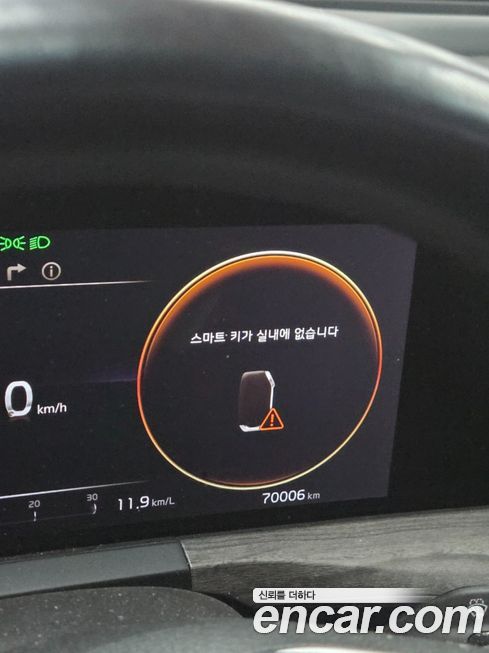 스마트 키가 실내에 없습니다
0 km/h
20 30
11.9 km/L
70006 km
신뢰를 더하다
encar.com